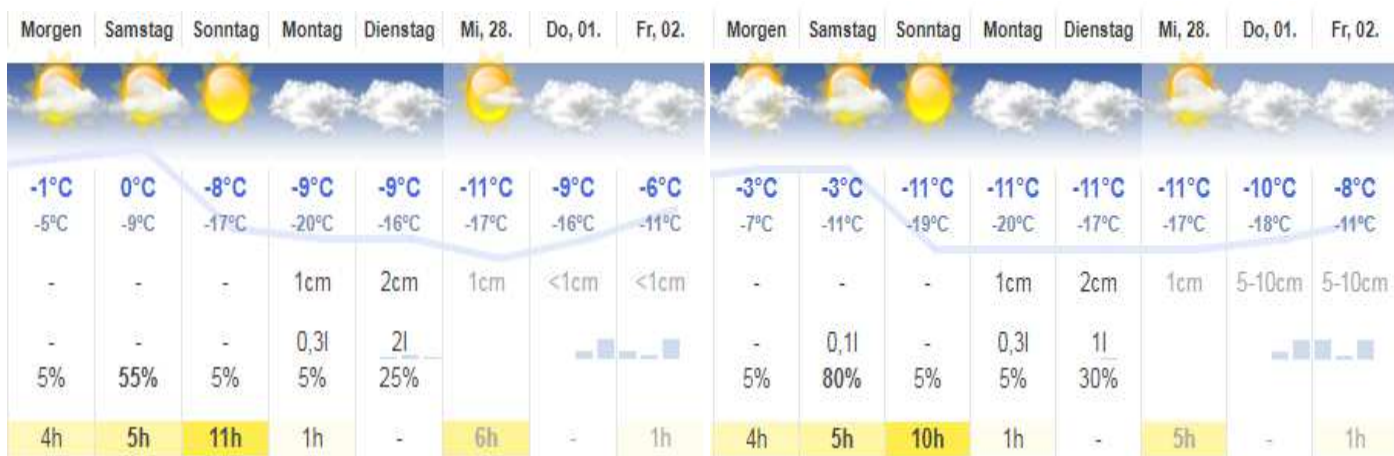 Morgen Samstag Sonntag Montag Dienstag Mi, 28. Do, 01. Fr, 02.
-1°C 0°C -8°C -9°C -9°C -11°C -9°C -6°C
-5°C -9°C -17°C -20°C -16°C -17°C -16°C -11°C
- - - 1cm 2cm 1cm <1cm <1cm
- - - 0,3l 2l
5% 55% 5% 5% 25%
4h 5h 11h 1h - 6h - 1h
Morgen Samstag Sonntag Montag Dienstag Mi, 28. Do, 01. Fr, 02.
-3°C -3°C -11°C -11°C -11°C -11°C -10°C -8°C
-7°C -11°C -19°C -20°C -17°C -17°C -18°C -11°C
- - - 1cm 2cm 1cm 5-10cm 5-10cm
- 0,1l - 0,3l 1l
5% 80% 5% 5% 30%
4h 5h 10h 1h - 5h - 1h